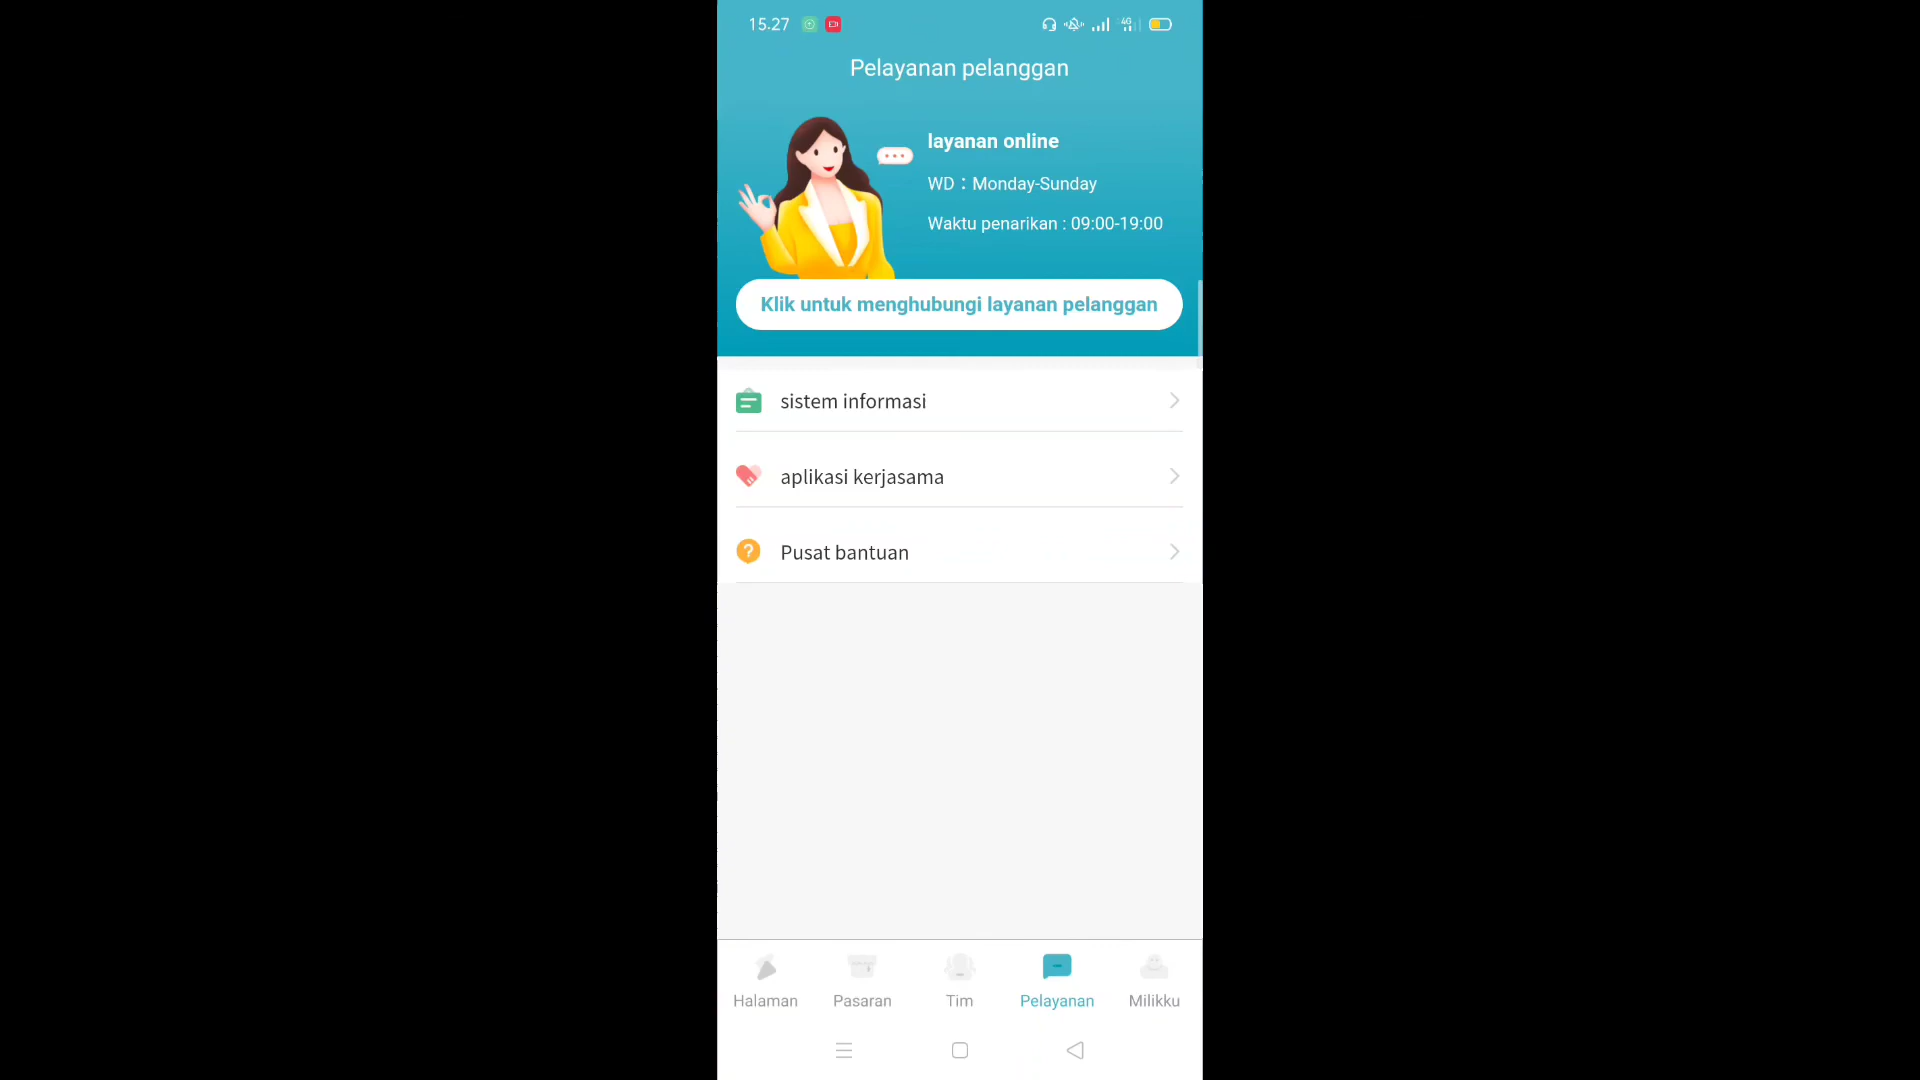 15.27
4G
Pelayanan pelanggan
layanan online
WD：Monday-Sunday
Waktu penarikan : 09:00-19:00
Klik untuk menghubungi layanan pelanggan
sistem informasi
aplikasi kerjasama
Pusat bantuan
Halaman
Pasaran
Tim
Pelayanan
Milikku